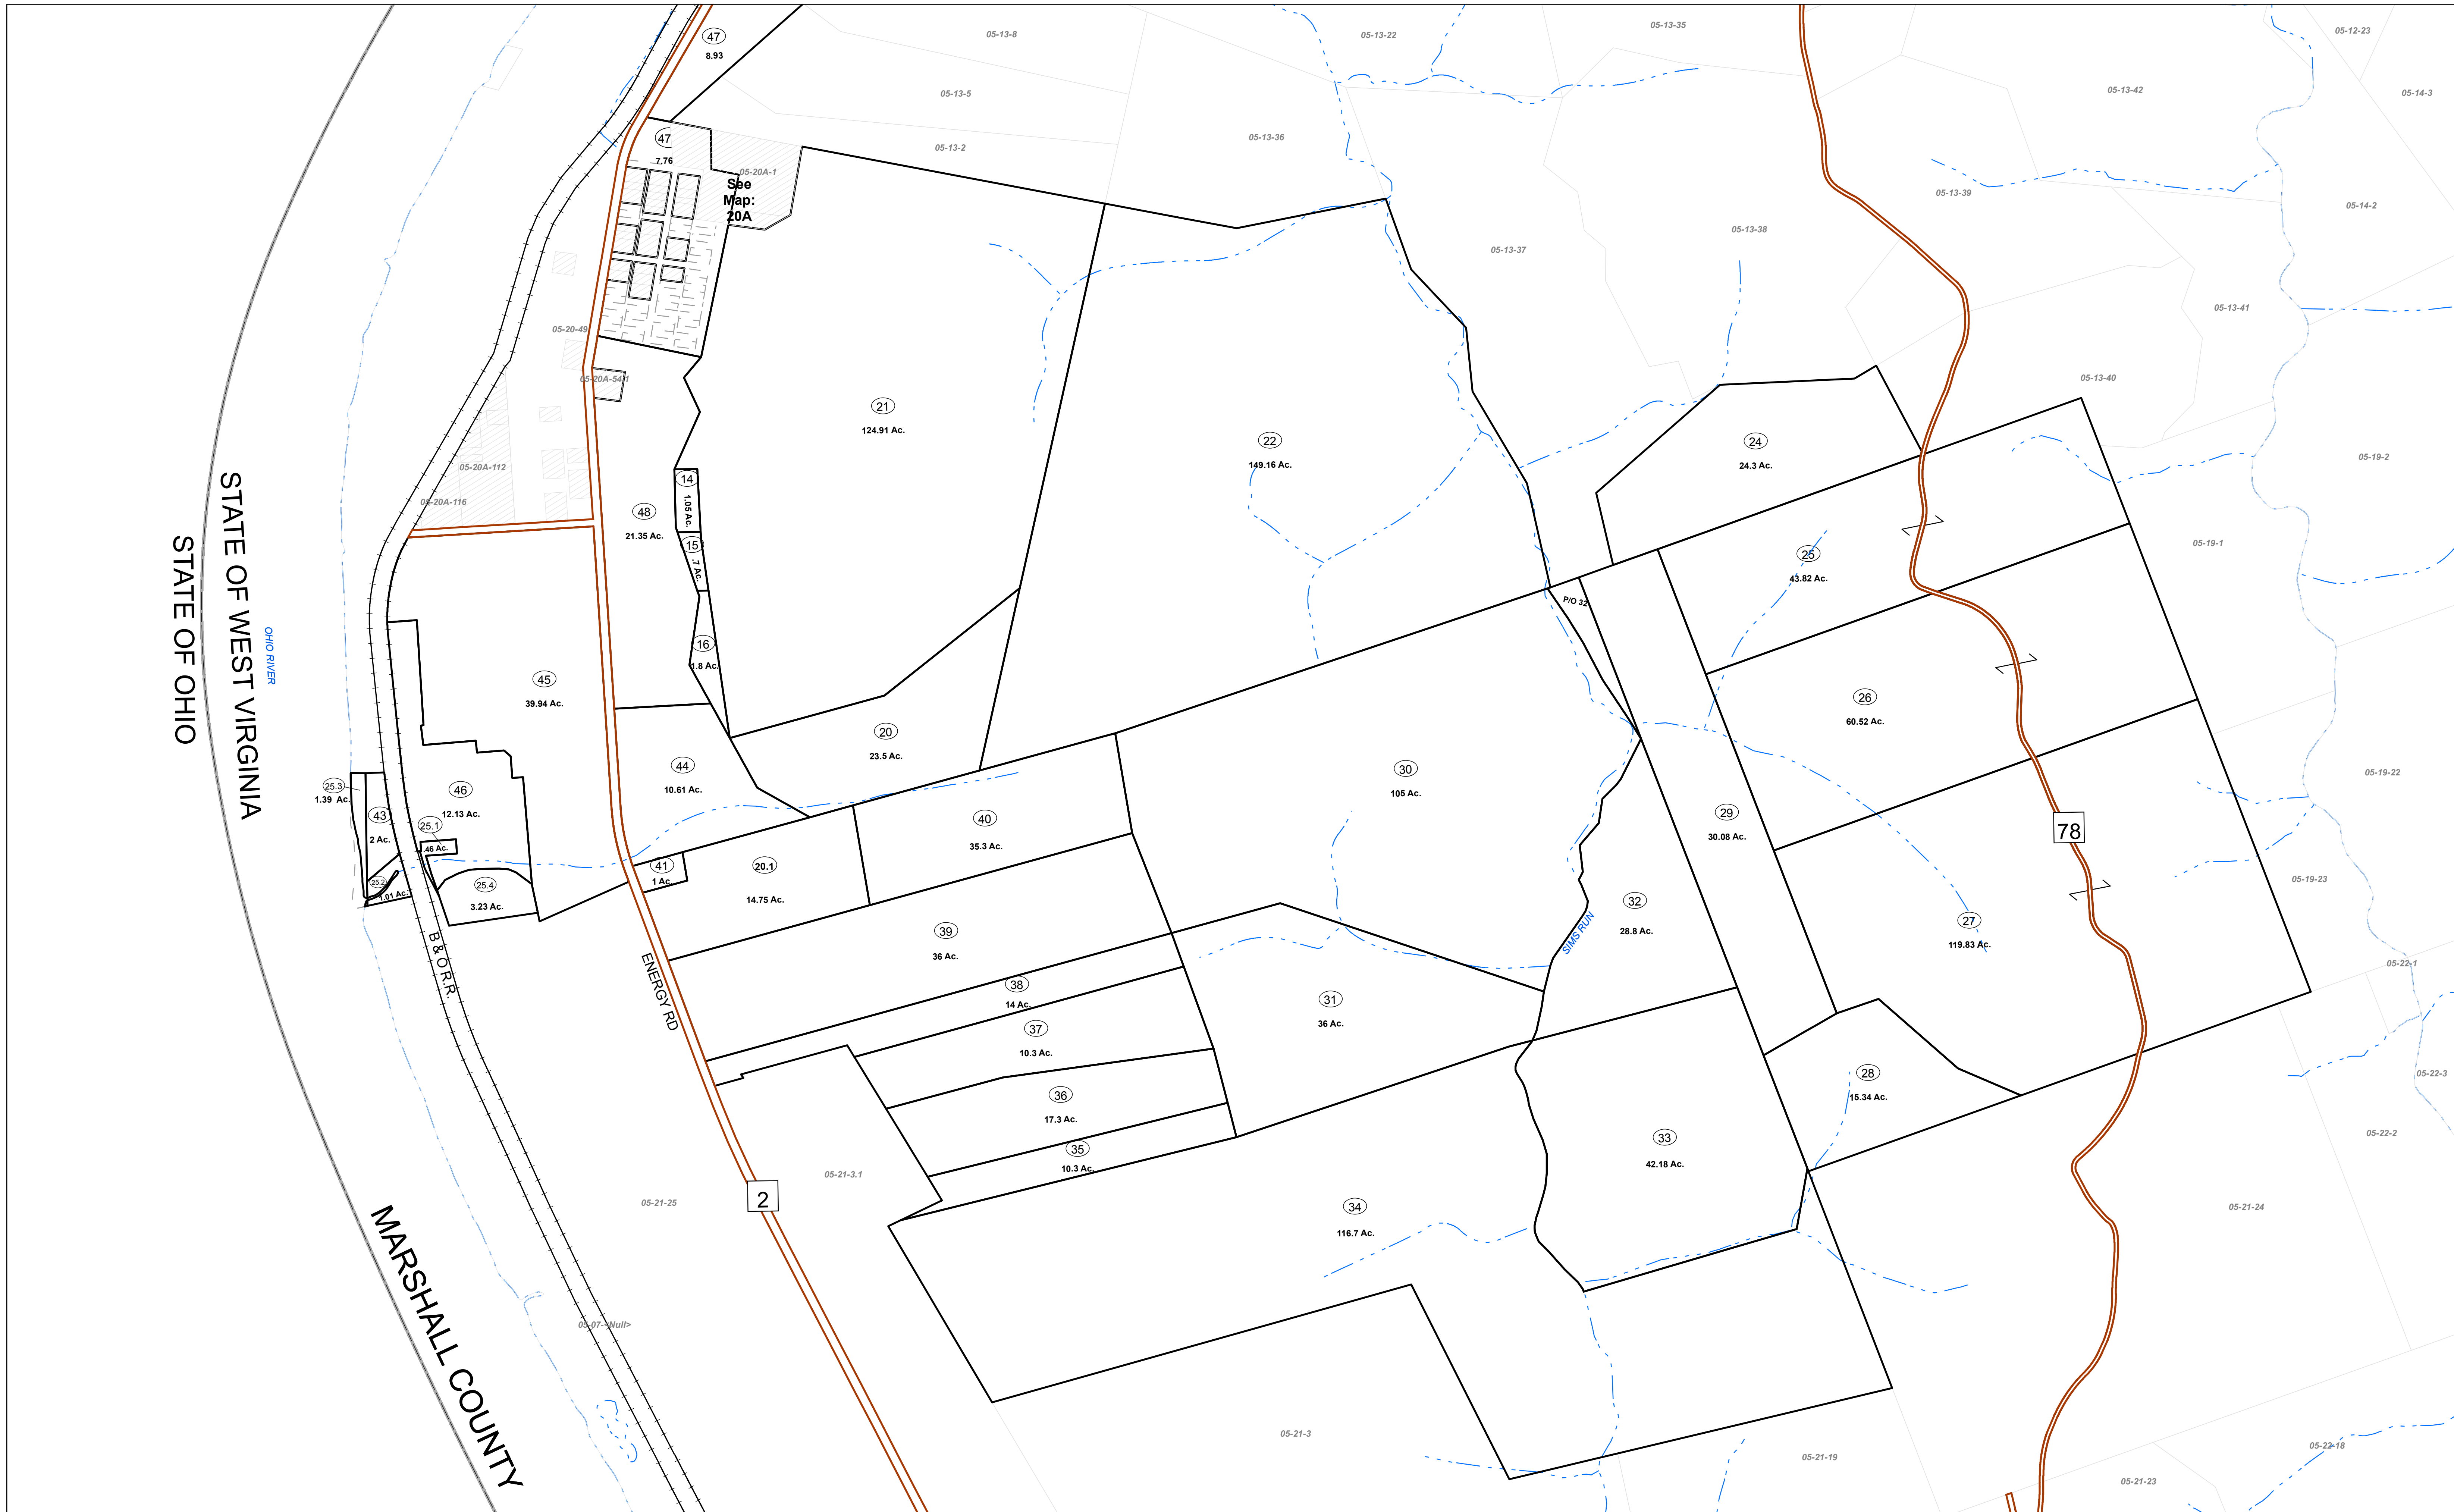 47
8.93
05-13-8
05-13-22
05-13-35
05-12-23
05-13-5
05-13-42
05-14-3
47
7.76
05-13-2
05-13-36
05-20A-1
See
Map:
20A
05-13-39
05-14-2
05-13-37
05-13-38
05-13-41
05-20-49
05-20A-54-1
05-13-40
21
124.91 Ac.
22
149.16 Ac.
24
24.3 Ac.
05-19-2
05-20A-112
05-20A-116
14
1.05 Ac.
48
21.35 Ac.
15
.7 Ac.
05-19-1
25
43.82 Ac.
P/O 32
STATE OF WEST VIRGINIA
STATE OF OHIO
OHIO RIVER
16
1.8 Ac.
45
39.94 Ac.
26
60.52 Ac.
20
23.5 Ac.
44
10.61 Ac.
30
105 Ac.
05-19-22
25.3
1.39 Ac.
46
12.13 Ac.
43
2 Ac.
25.1
.46 Ac.
40
35.3 Ac.
29
30.08 Ac.
78
41
1 Ac.
20.1
14.75 Ac.
25.2
1.01 Ac.
25.4
3.23 Ac.
05-19-23
32
28.8 Ac.
27
119.83 Ac.
SIMS RUN
39
36 Ac.
B & O R.R.
ENERGY RD
05-22-1
38
14 Ac.
31
36 Ac.
37
10.3 Ac.
28
15.34 Ac.
05-22-3
36
17.3 Ac.
35
10.3 Ac.
33
42.18 Ac.
05-22-2
05-21-3.1
05-21-25
2
34
116.7 Ac.
05-21-24
MARSHALL COUNTY
05-07-<Null>
05-21-3
05-21-19
05-22-18
05-21-23